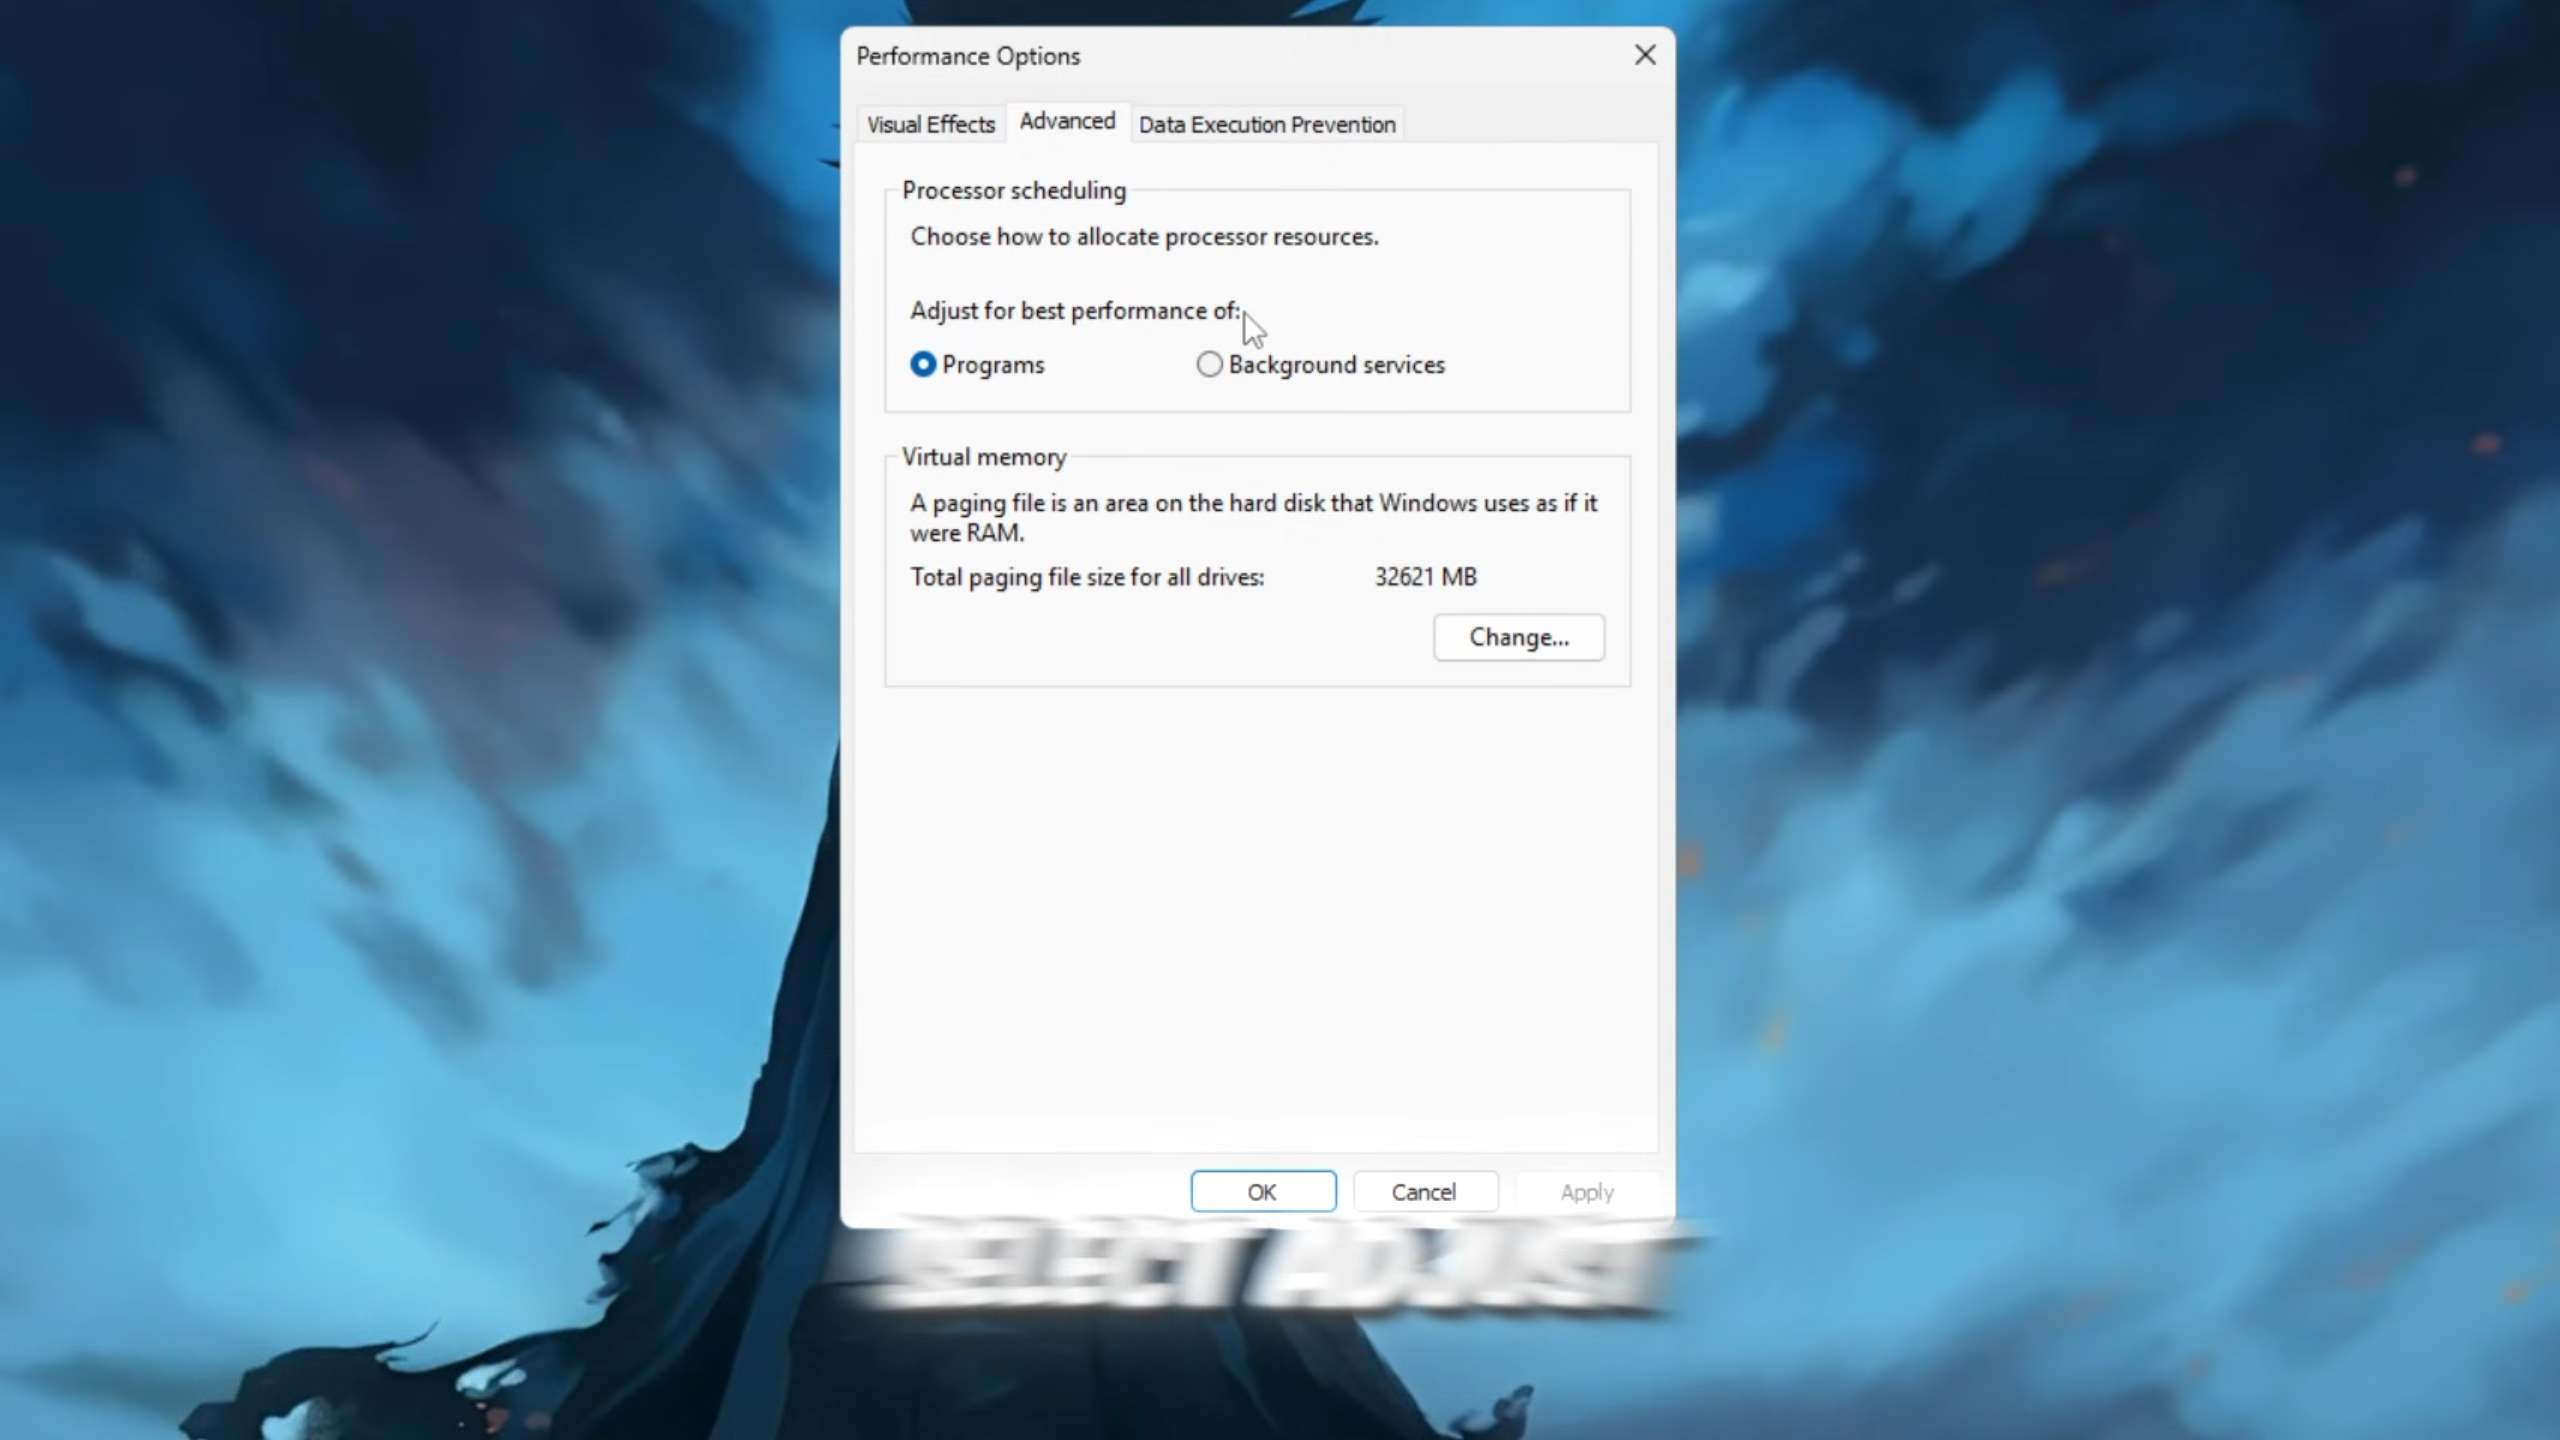 Performance Options
Visual Effects
Advanced
Data Execution Prevention
Processor scheduling
Choose how to allocate processor resources.
Adjust for best performance of:
Programs
Background services
Virtual memory
A paging file is an area on the hard disk that Windows uses as if it
were RAM.
Total paging file size for all drives:
32621 MB
Change...
OK
Cancel
Apply
SELECT ADJUST